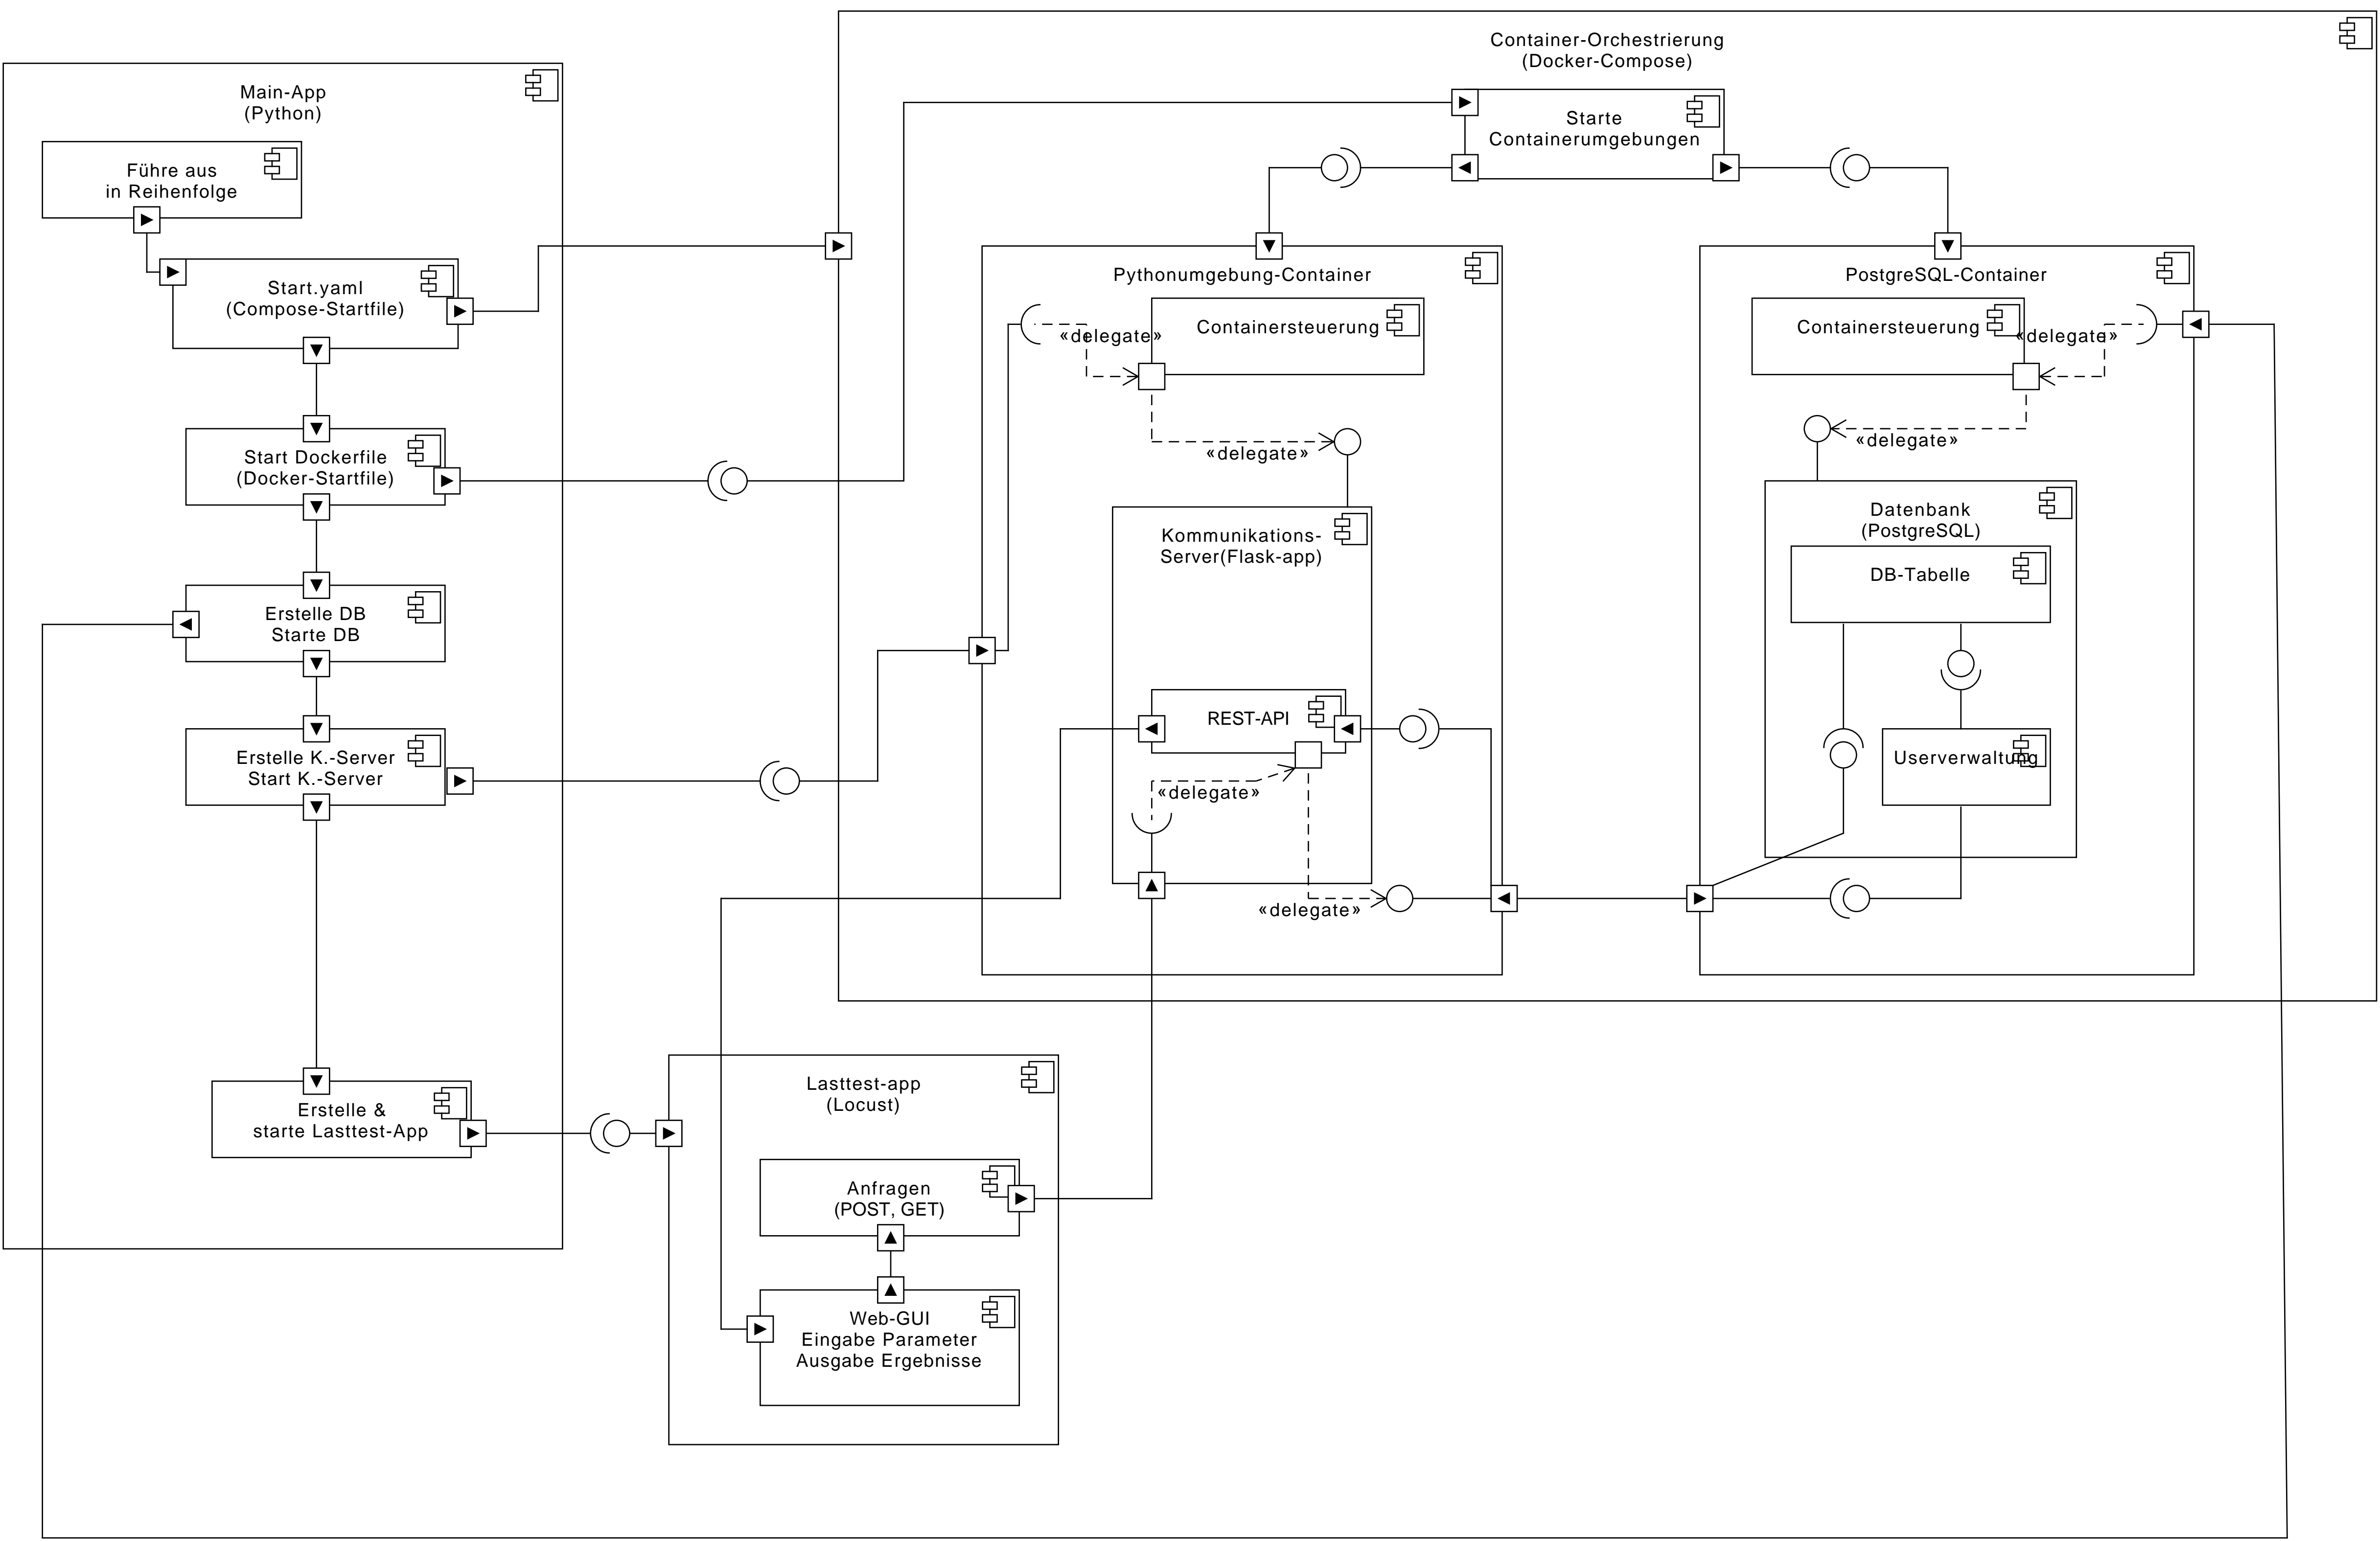 Main-App
(Python)
Führe aus
in Reihenfolge
Start.yaml
(Compose-Startfile)
Start Dockerfile
(Docker-Startfile)
Erstelle DB
Starte DB
Erstelle K.-Server
Start K.-Server
Erstelle &
starte Lasttest-App
Container-Orchestrierung
(Docker-Compose)
Starte
Containerumgebungen
Pythonumgebung-Container
Containersteuerung
«delegate»
«delegate»
Kommunikations-
Server(Flask-app)
REST-API
«delegate»
«delegate»
PostgreSQL-Container
Containersteuerung
«delegate»
«delegate»
Datenbank
(PostgreSQL)
DB-Tabelle
Userverwaltung
Lasttest-app
(Locust)
Anfragen
(POST, GET)
Web-GUI
Eingabe Parameter
Ausgabe Ergebnisse